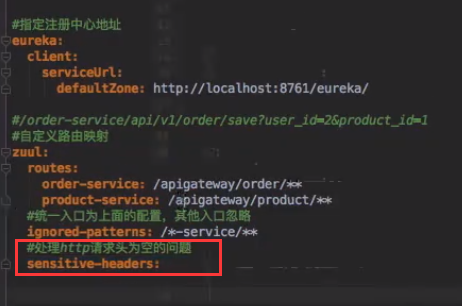 #指定注册中心地址
eureka:
client:
serviceUrl:
defaultZone: http://localhost:8761/eureka/
#/order-service/api/v1/order/save?user_id=2&product_id=1
#自定义路由映射
zuul:
routes:
order-service: /apigateway/order/**
product-service: /apigateway/product/**
#统一入口为上面的配置，其他入口忽略
ignored-patterns: /*-service/**
#处理http请求头为空的问题
sensitive-headers: